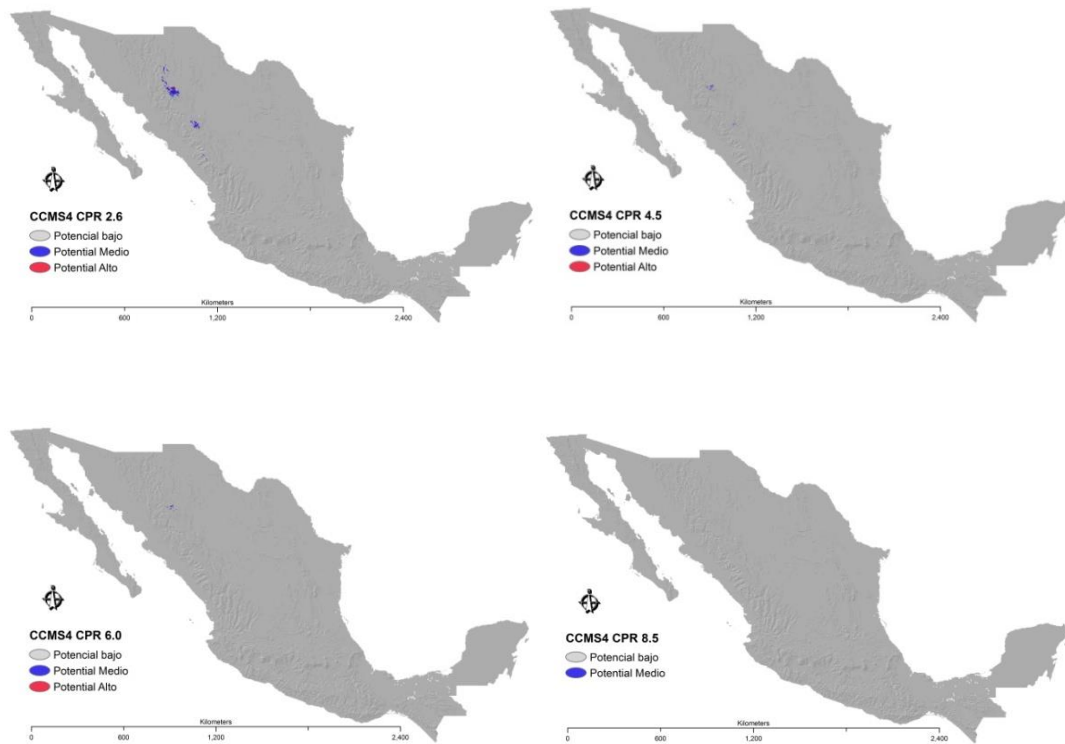 CCMS4 CPR 2.6
Potencial bajo
Potential Medio
Potential Alto
Kilometers
0 600 1,200 2,400
CCMS4 CPR 4.5
Potencial bajo
Potential Medio
Potential Alto
Kilometers
0 600 1,200 2,400
CCMS4 CPR 6.0
Potencial bajo
Potential Medio
Potential Alto
Kilometers
0 600 1,200 2,400
CCMS4 CPR 8.5
Potencial bajo
Potential Medio
Kilometers
0 600 1,200 2,400